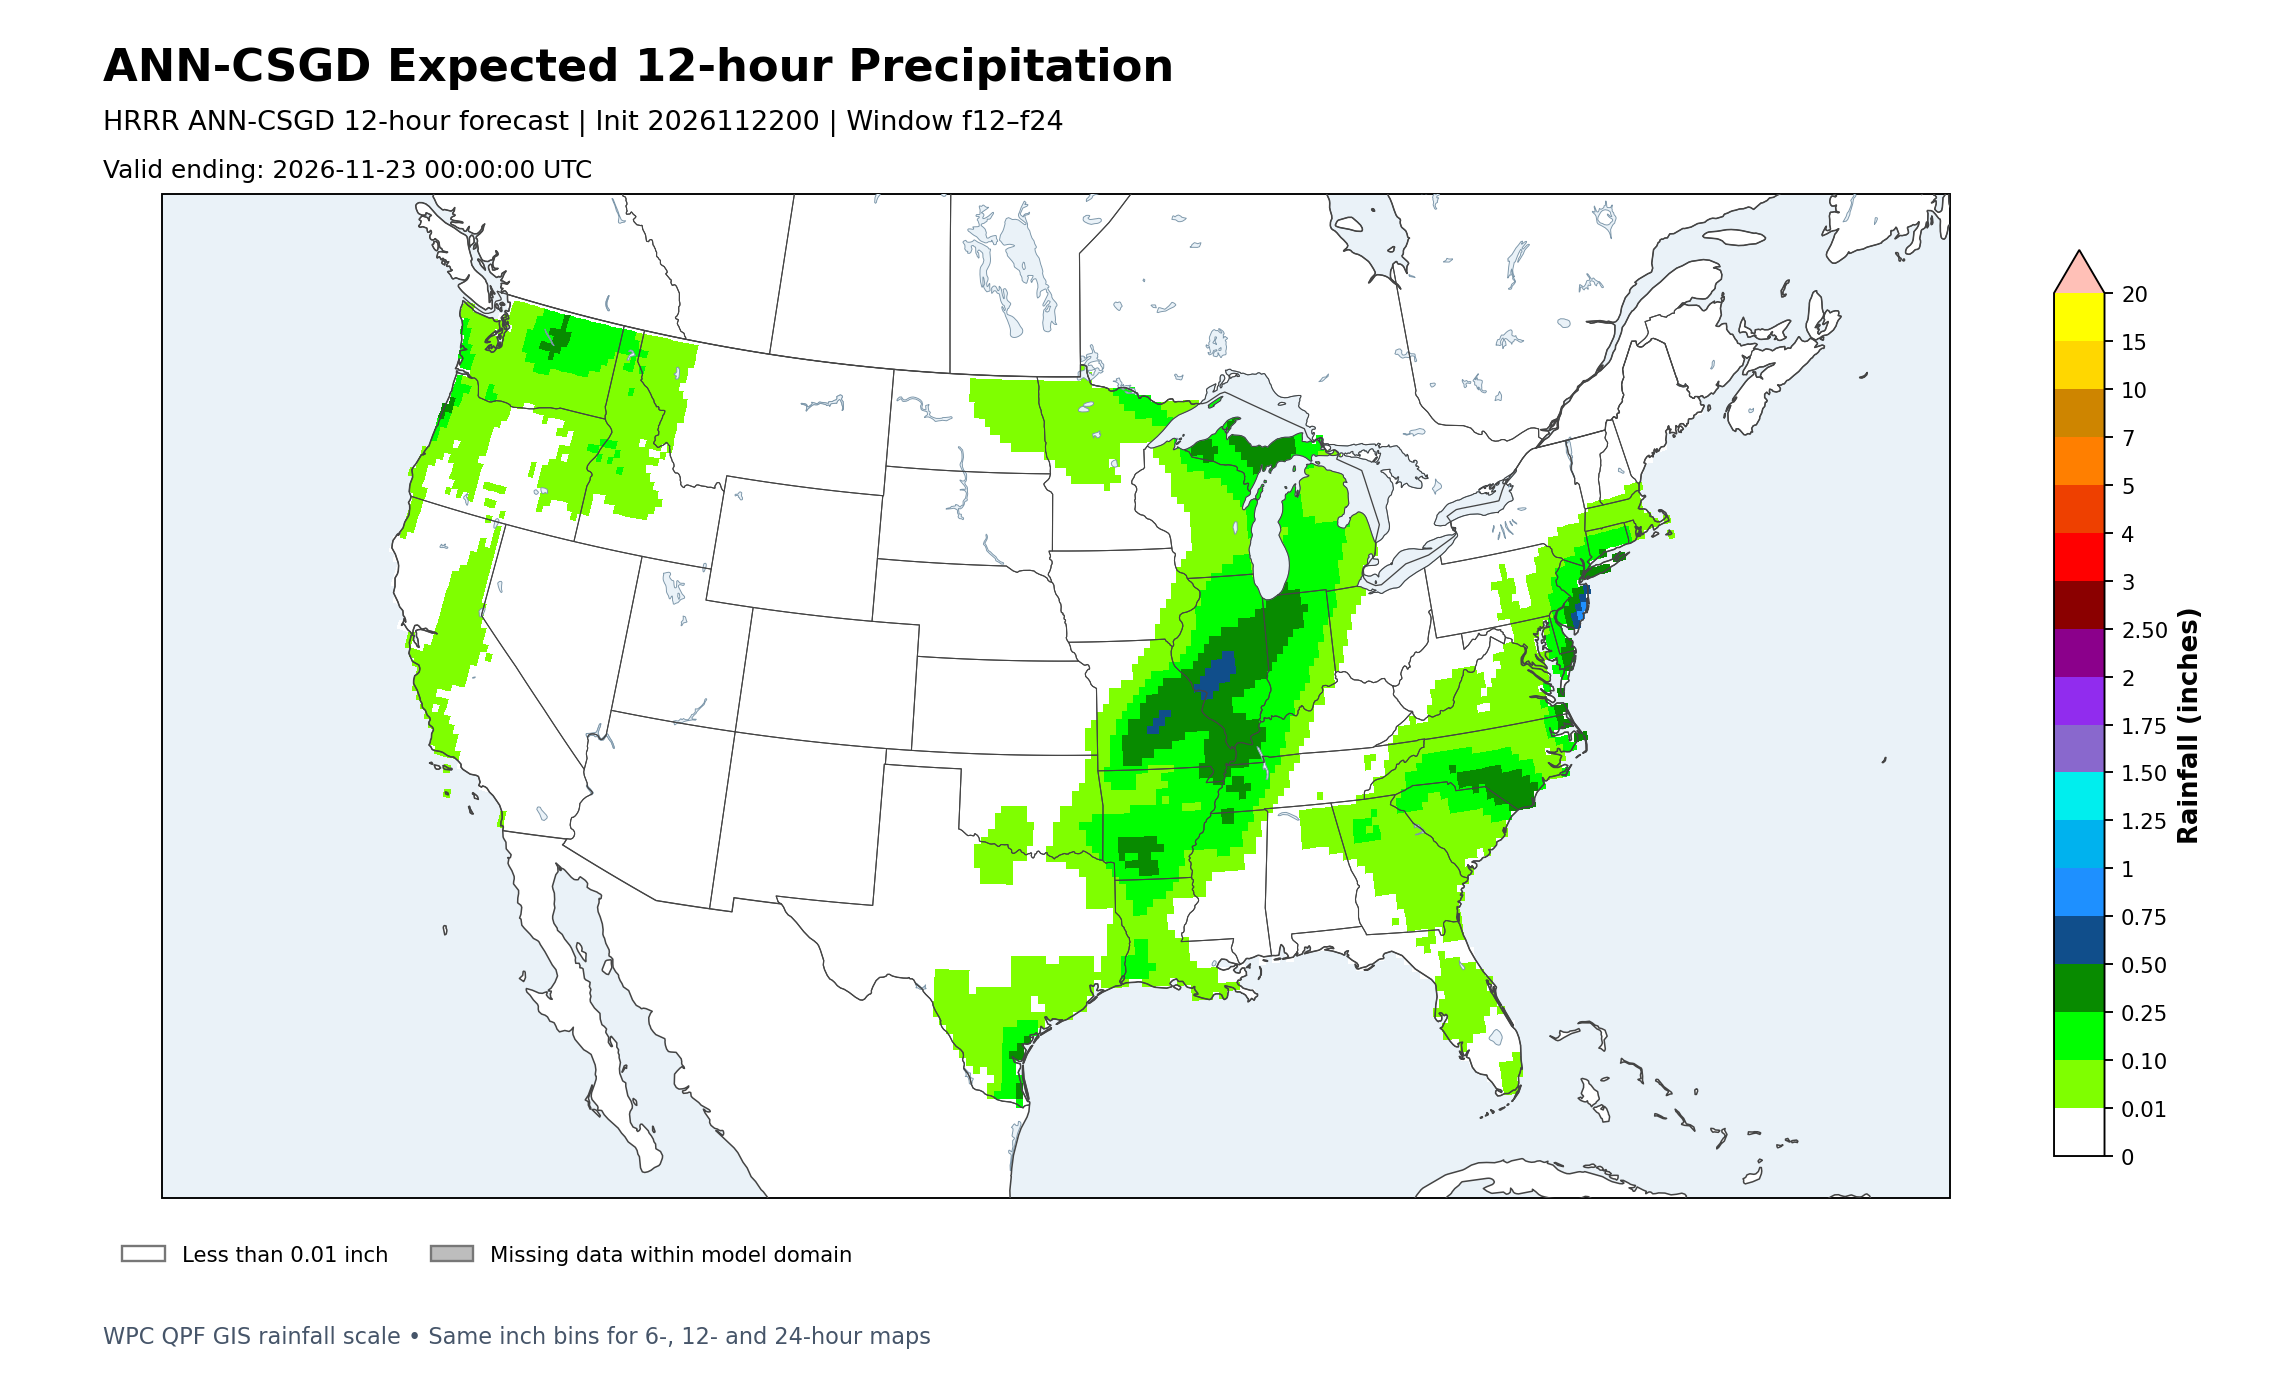 ANN-CSGD Expected 12-hour Precipitation
HRRR ANN-CSGD 12-hour forecast | Init 2026112200 | Window f12–f24
Valid ending: 2026-11-23 00:00:00 UTC
20
15
10
7
5
4
3
2.50
2
1.75
1.50
1.25
1
0.75
0.50
0.25
0.10
0.01
0
Rainfall (inches)
Less than 0.01 inch
Missing data within model domain
WPC QPF GIS rainfall scale • Same inch bins for 6-, 12- and 24-hour maps